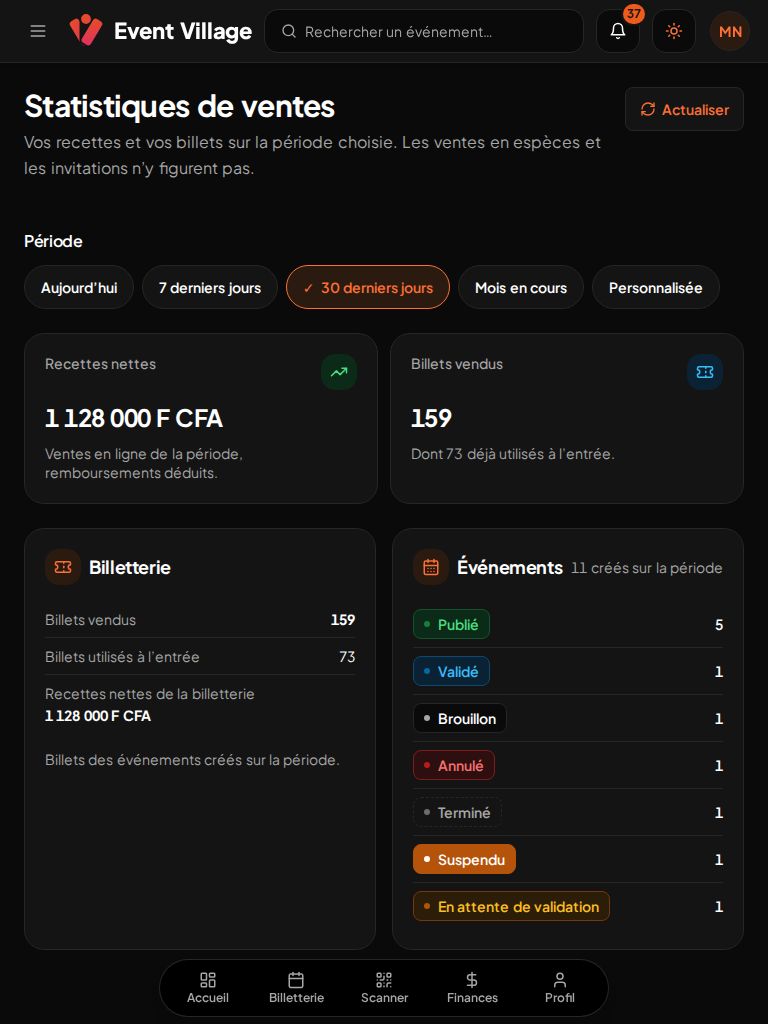 Event Village
Rechercher un événement...
37
MN
Statistiques de ventes
Actualiser
Vos recettes et vos billets sur la période choisie. Les ventes en espèces et
les invitations n'y figurent pas.
Période
Aujourd'hui
7 derniers jours
✓ 30 derniers jours
Mois en cours
Personnalisée
Recettes nettes
1 128 000 F CFA
Ventes en ligne de la période,
remboursements déduits.
Billets vendus
159
Dont 73 déjà utilisés à l'entrée.
Billetterie
Billets vendus 159
Billets utilisés à l'entrée 73
Recettes nettes de la billetterie
1 128 000 F CFA
Billets des événements créés sur la période.
Événements 11 créés sur la période
Publié 5
Validé 1
Brouillon 1
Annulé 1
Terminé 1
Suspendu 1
En attente de validation 1
Accueil
Billetterie
Scanner
Finances
Profil